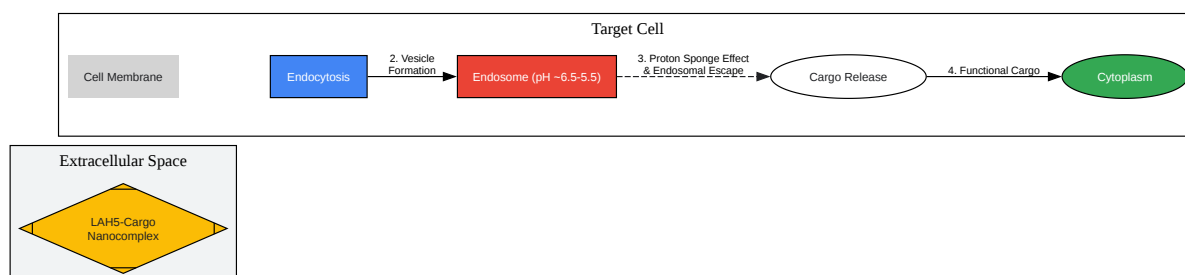 Target Cell
Cell Membrane
Endocytosis
2. Vesicle
Formation
Endosome (pH ~6.5-5.5)
3. Proton Sponge Effect
& Endosomal Escape
Cargo Release
4. Functional Cargo
Cytoplasm
Extracellular Space
LAH5-Cargo
Nanocomplex